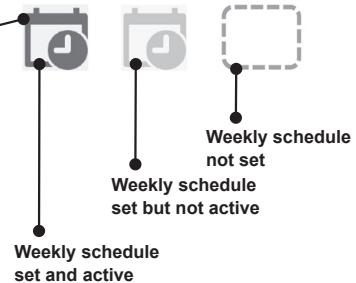 Weekly schedule
not set
Weekly schedule
set but not active
Weekly schedule
set and active